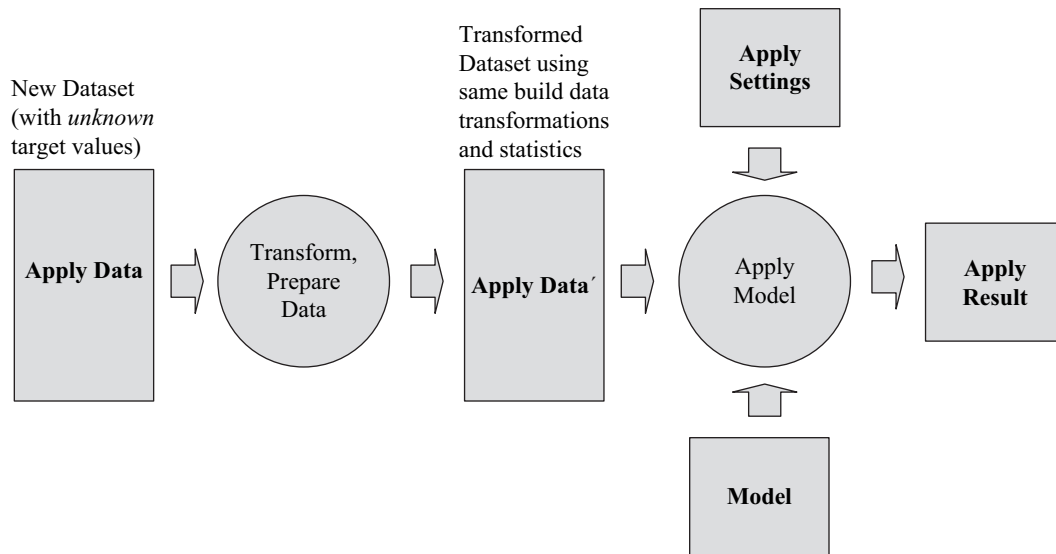 New Dataset
(with unknown
target values)
Apply Data
Transform,
Prepare
Data
Transformed
Dataset using
same build data
transformations
and statistics
Apply Data´
Apply
Settings
Apply
Model
Model
Apply
Result